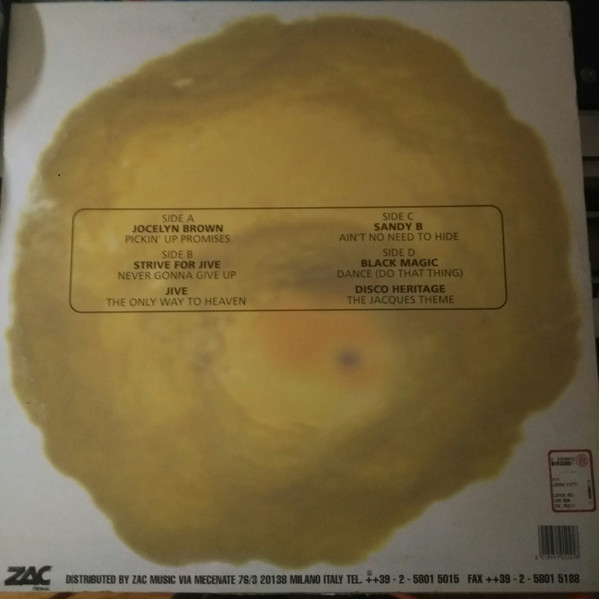 SIDE A
JOCELYN BROWN
PICKIN' UP PROMISES
SIDE B
STRIVE FOR JIVE
NEVER GONNA GIVE UP
JIVE
THE ONLY WAY TO HEAVEN
SIDE C
SANDY B
AIN'T NO NEED TO HIDE
SIDE D
BLACK MAGIC
DANCE (DO THAT THING)
DISCO HERITAGE
THE JACQUES THEME
ZAC
DISTRIBUTED BY ZAC MUSIC VIA MECENATE 76/3 20138 MILANO ITALY TEL. ++39 - 2 - 5801 5015 FAX ++39 - 2 - 5801 5188